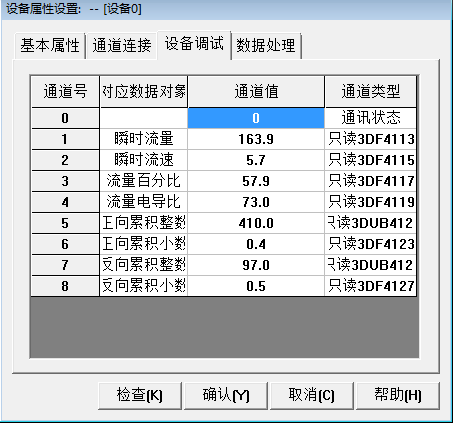 设备属性设置: -- [设备0]
基本属性 通道连接 设备调试 数据处理
通道号 对应数据对象 通道值 通道类型
0 0 通讯状态
1 瞬时流量 163.9 只读3DF4113
2 瞬时流速 5.7 只读3DF4115
3 流量百分比 57.9 只读3DF4117
4 流量电导比 73.0 只读3DF4119
5 正向累积整数 410.0 只读3DUB412
6 正向累积小数 0.4 只读3DF4123
7 反向累积整数 97.0 只读3DUB412
8 反向累积小数 0.5 只读3DF4127
检查(K) 确认(Y) 取消(C) 帮助(H)